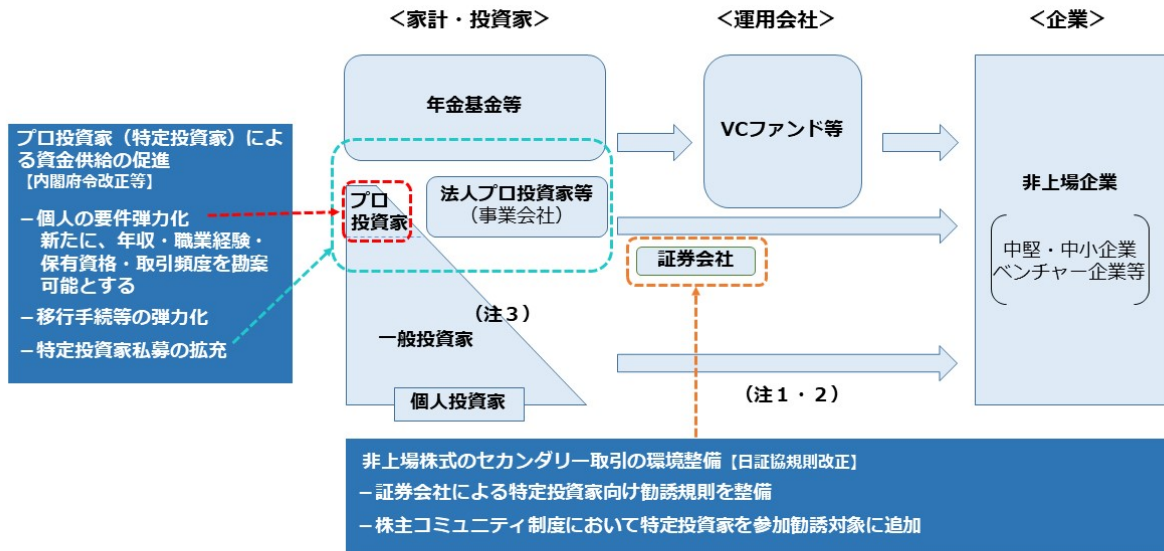 ＜家計・投資家＞
＜運用会社＞
＜企業＞
年金基金等
VCファンド等
プロ投資家（特定投資家）によ
る資金供給の促進
【内閣府令改正等】
－個人の要件弾力化
新たに、年収・職業経験・
保有資格・取引頻度を勘案
可能とする
－移行手続等の弾力化
－特定投資家私募の拡充
プロ
投資家
法人プロ投資家等
（事業会社）
証券会社
非上場企業
中堅・中小企業
ベンチャー企業等
（注３）
一般投資家
個人投資家
（注１・２）
非上場株式のセカンダリー取引の環境整備【日証協規則改正】
－証券会社による特定投資家向け勧誘規則を整備
－株主コミュニティ制度において特定投資家を参加勧誘対象に追加